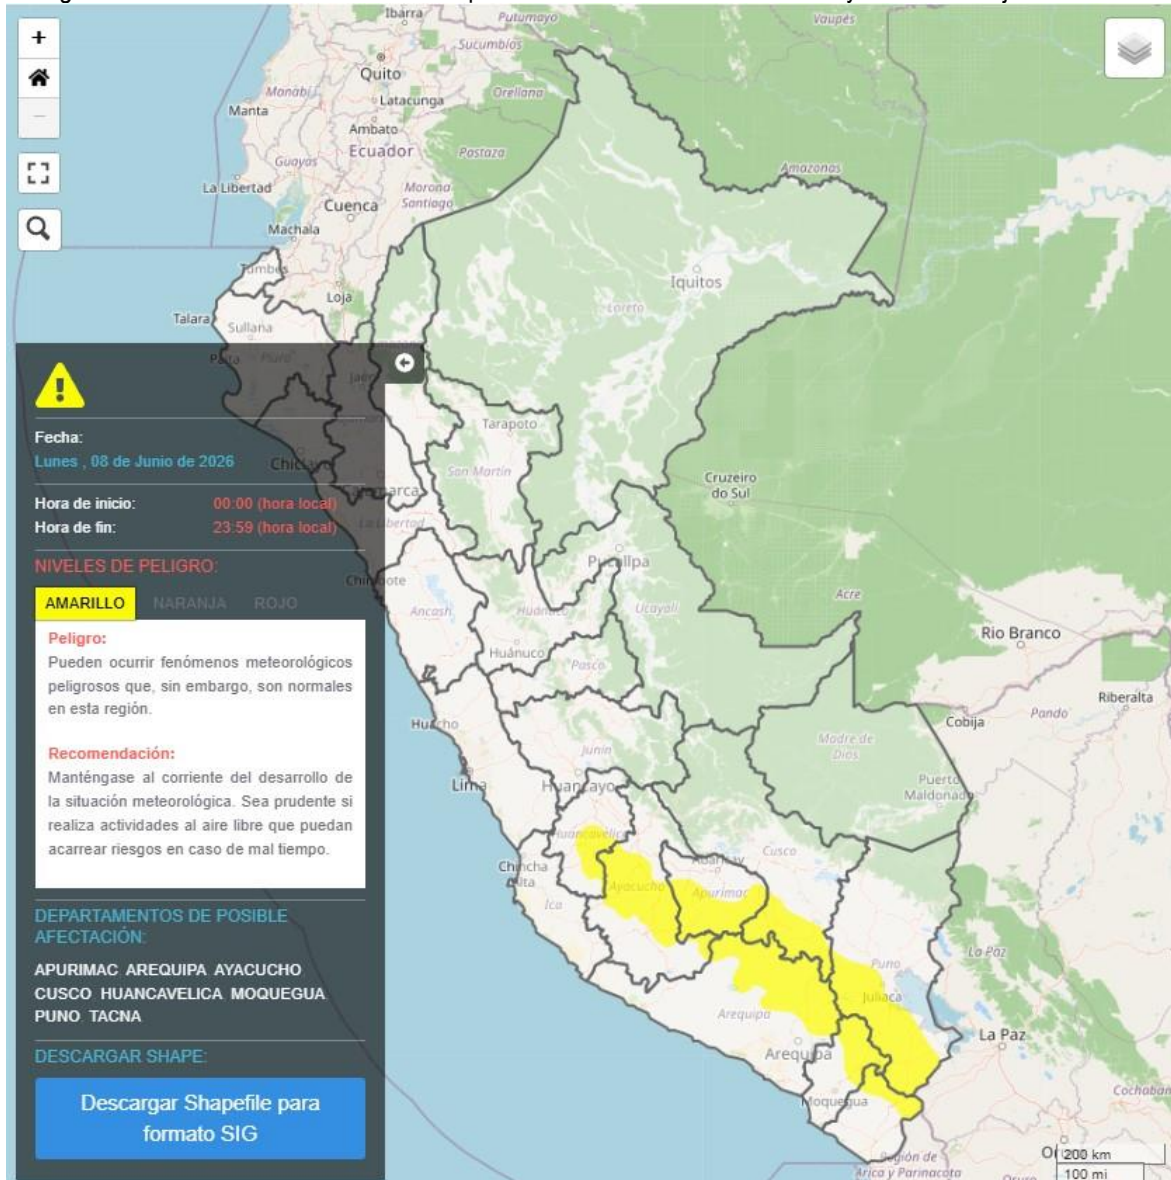 +
−
Ibarra
Putumayo
Vaupés
Sucumbíos
Quito
Manabí
Latacunga
Orellana
Manta
Ambato
Ecuador
Pastaza
Guayas
Amazonas
La Libertad
Morona
Santiago
Cuenca
Machala
Tumbes
Iquitos
Loja
Loreto
Talara
Sullana
Paita
Piura
Jaén
Fecha:
Lunes , 08 de Junio de 2026
Hora de inicio: 00:00 (hora local)
Hora de fin: 23:59 (hora local)
NIVELES DE PELIGRO:
AMARILLO NARANJA ROJO
Peligro:
Pueden ocurrir fenómenos meteorológicos
peligrosos que, sin embargo, son normales
en esta región.
Recomendación:
Manténgase al corriente del desarrollo de
la situación meteorológica. Sea prudente si
realiza actividades al aire libre que puedan
acarrear riesgos en caso de mal tiempo.
DEPARTAMENTOS DE POSIBLE
AFECTACIÓN:
APURIMAC AREQUIPA AYACUCHO
CUSCO HUANCAVELICA MOQUEGUA
PUNO TACNA
DESCARGAR SHAPE:
Descargar Shapefile para
formato SIG
Tarapoto
San Martín
Cruzeiro
do Sul
La Libertad
Pucallpa
Acre
Ancash
Huánuco
Ucayali
Rio Branco
Huánuco
Pasco
Riberalta
Pando
Cobija
Huacho
Madre de
Dios
Junín
Lima
Huancayo
Puerto
Maldonado
Huancavelica
Cusco
Chincha
Alta
Ayacucho
Apurímac
Ica
La Paz
Puno
Juliaca
Arequipa
La Paz
Arequipa
Moquegua
Región de
Arica y Parinacota
200 km
100 mi